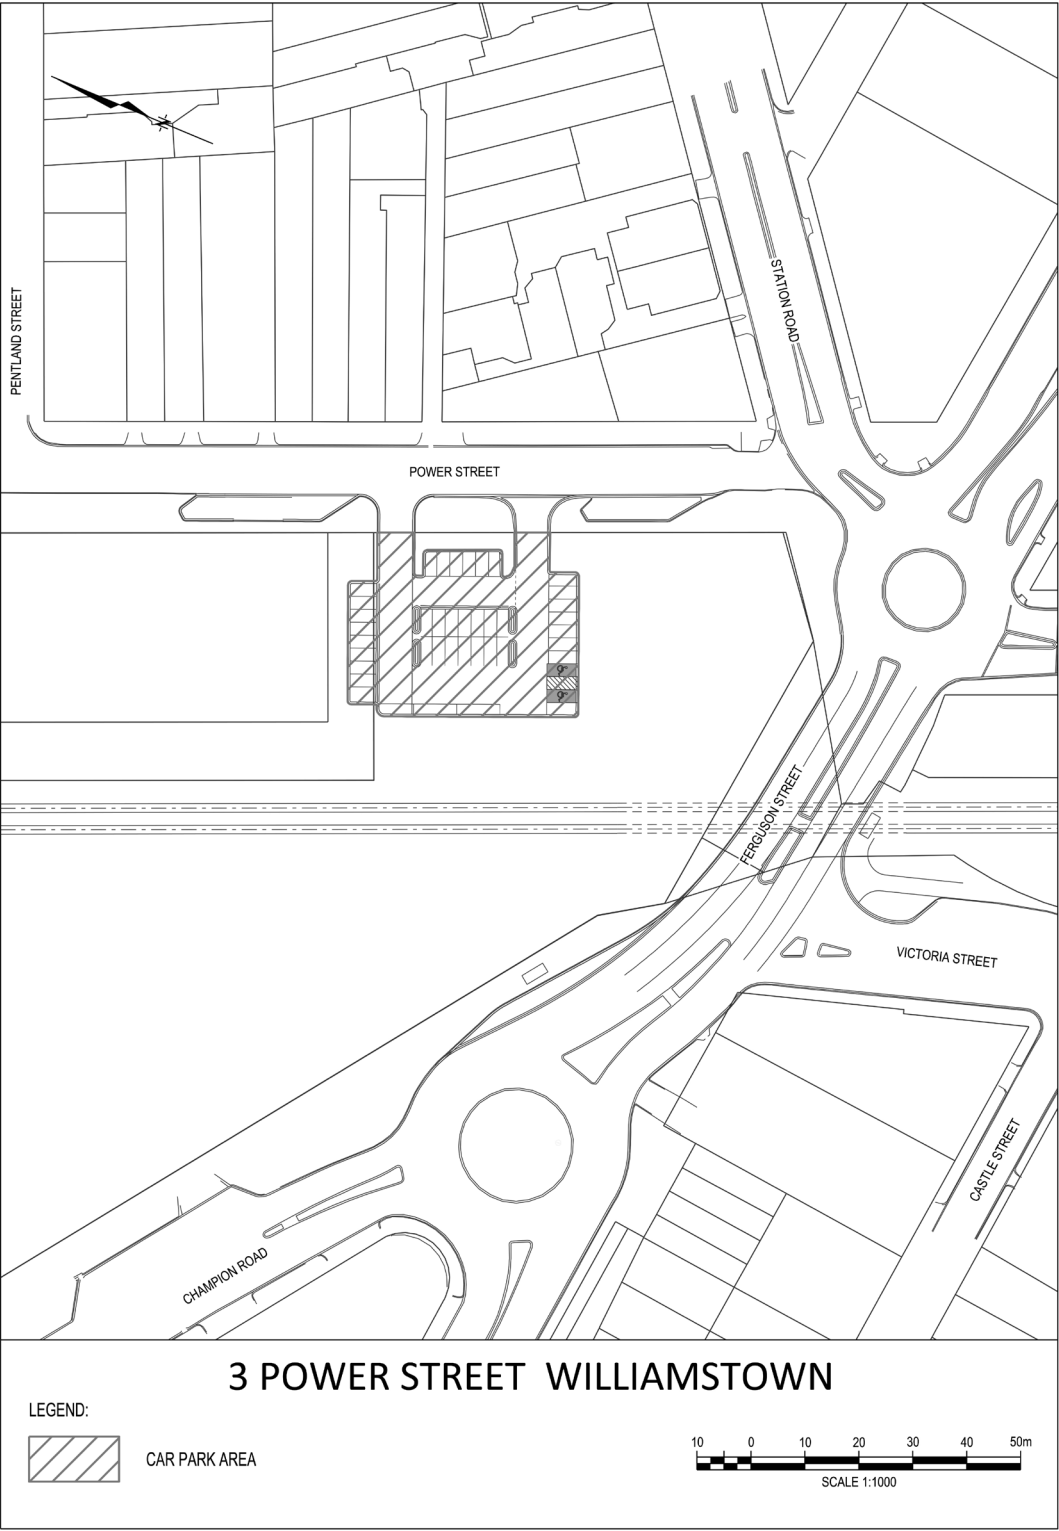 PENTLAND STREET
STATION ROAD
POWER STREET
FERGUSON STREET
VICTORIA STREET
CASTLE STREET
CHAMPION ROAD
3 POWER STREET WILLIAMSTOWN
LEGEND:
CAR PARK AREA
10 0 10 20 30 40 50m
SCALE 1:1000